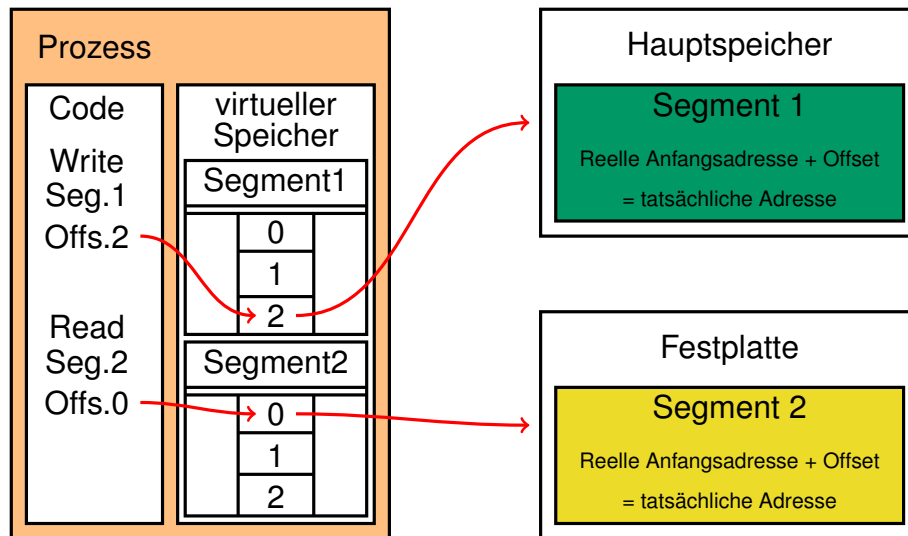 Prozess
Code
Write
Seg.1
Offs.2
Read
Seg.2
Offs.0
virtueller
Speicher
Segment1
0
1
2
Segment2
0
1
2
Hauptspeicher
Segment 1
Reelle Anfangsadresse + Offset
= tatsächliche Adresse
Festplatte
Segment 2
Reelle Anfangsadresse + Offset
= tatsächliche Adresse